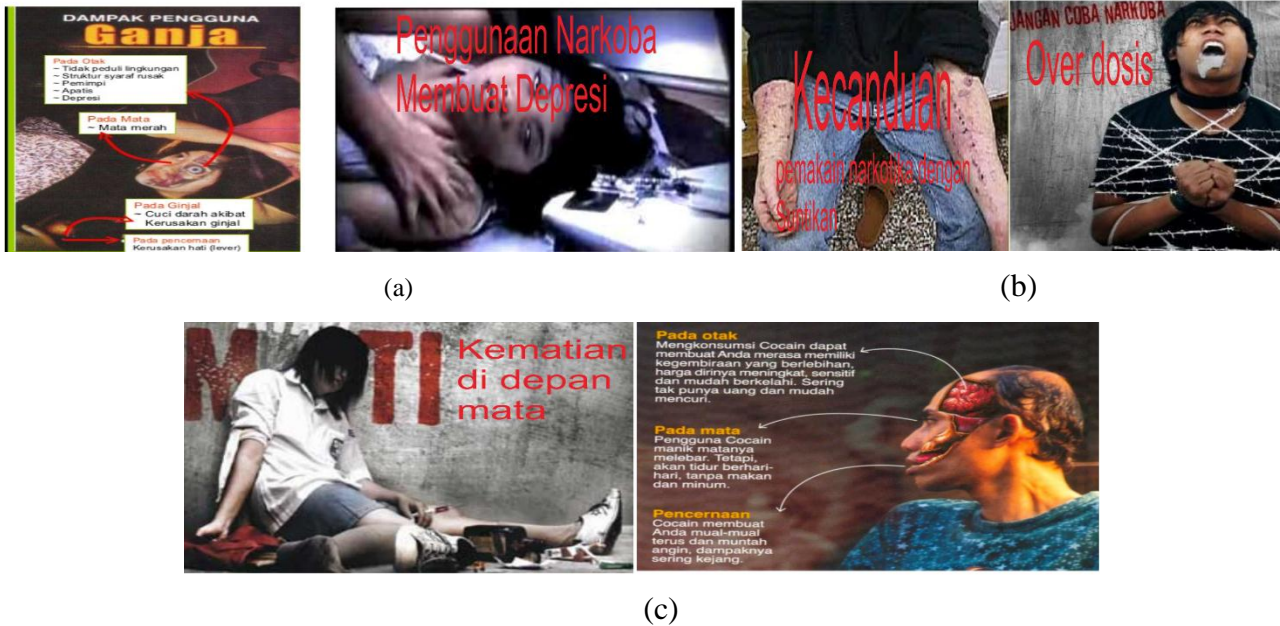 DAMPAK PENGGUNA
Ganja
Pada Otak
~ Tidak peduli lingkungan
~ Struktur syaraf rusak
~ Pemimpi
~ Apatis
~ Depresi
Pada Mata
~ Mata merah
Pada Ginjal
~ Cuci darah akibat
Kerusakan ginjal
Pada pencernaan
Kerusakan hati (lever)
Penggunaan Narkoba
Membuat Depresi
Kecanduan
pemakain narkotika dengan
Suntikan
JANGAN COBA NARKOBA
Over dosis
(a)
(b)
MATI
Kematian
di depan
mata
Pada otak
Mengkonsumsi Cocain dapat
membuat Anda merasa memiliki
kegembiraan yang berlebihan,
harga dirinya meningkat, sensitif
dan mudah berkelahi. Sering
tak punya uang dan mudah
mencuri.
Pada mata
Pengguna Cocain
manik matanya
melebar. Tetapi,
akan tidur berhari-
hari, tanpa makan
dan minum.
Pencernaan
Cocain membuat
Anda mual-mual
terus dan muntah
angin, dampaknya
sering kejang.
(c)